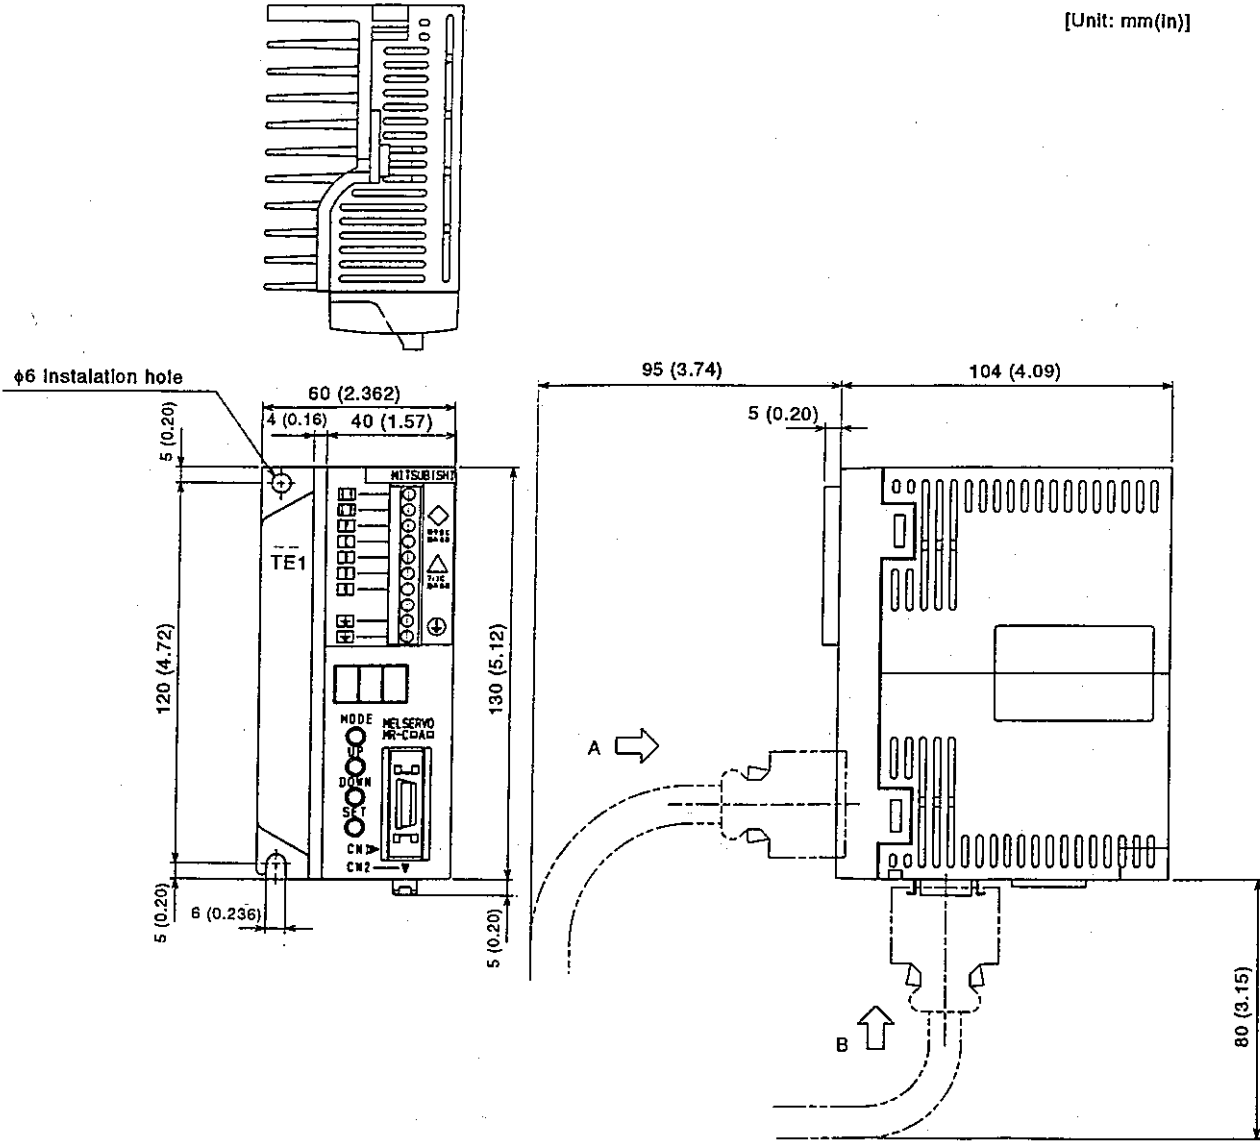 [Unit: mm(in)]
φ6 Instalation hole
95 (3.74)
104 (4.09)
60 (2.362)
4 (0.16)
40 (1.57)
5 (0.20)
5 (0.20)
MITSUBISHI
TE1
120 (4.72)
130 (5.12)
MODE
MELSERVO
MR-C□A□
UP
DOWN
SET
CN1
CN2
A
5 (0.20)
6 (0.236)
5 (0.20)
B
80 (3.15)